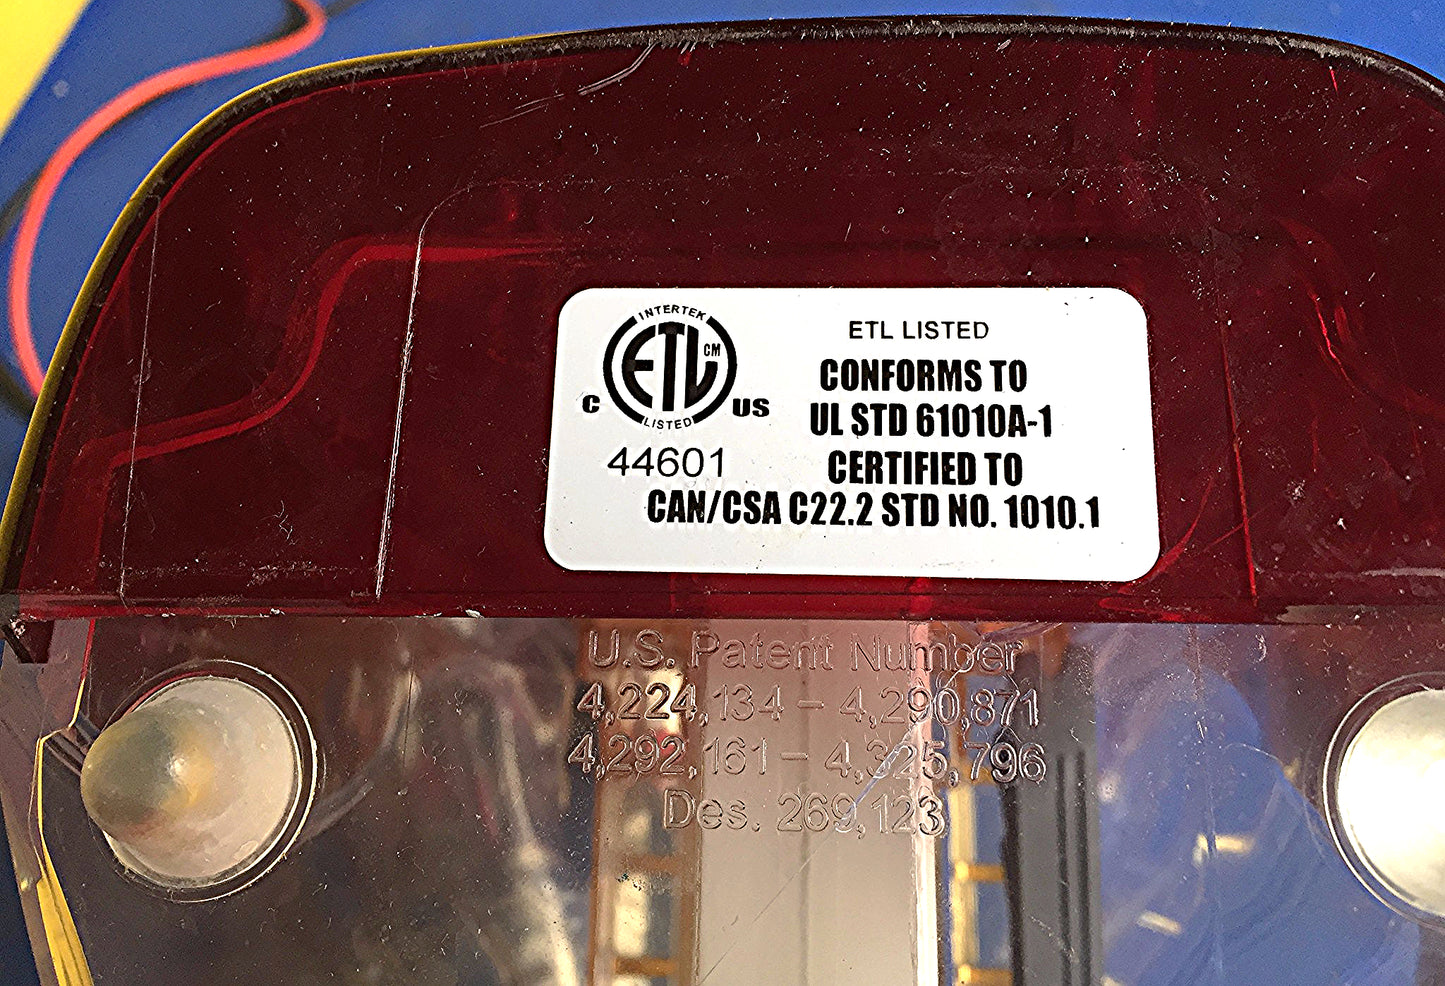 INTERTEK
ETL CM
C US
LISTED
44601
ETL LISTED
CONFORMS TO
UL STD 61010A-1
CERTIFIED TO
CAN/CSA C22.2 STD NO. 1010.1
U.S. Patent Number
4,224,134 – 4,290,871
4,292,161 – 4,325,796
Des. 269,123